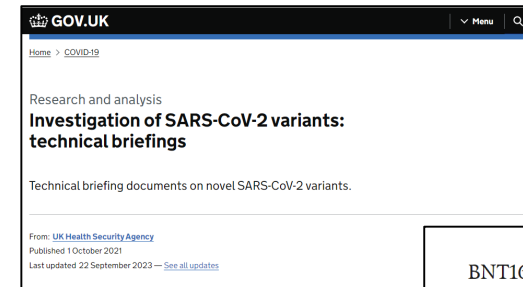 GOV.UK
Menu
Home > COVID-19
Research and analysis
Investigation of SARS-CoV-2 variants:
technical briefings
Technical briefing documents on novel SARS-CoV-2 variants.
From: UK Health Security Agency
Published 1 October 2021
Last updated 22 September 2023 — See all updates